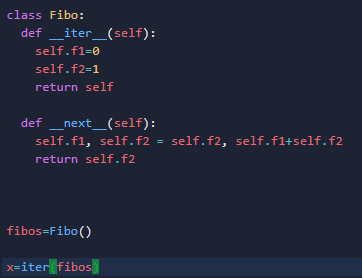 class Fibo:
  def __iter__(self):
    self.f1=0
    self.f2=1
    return self
  def __next__(self):
    self.f1, self.f2 = self.f2, self.f1+self.f2
    return self.f2
fibos=Fibo()
x=iter(fibos)